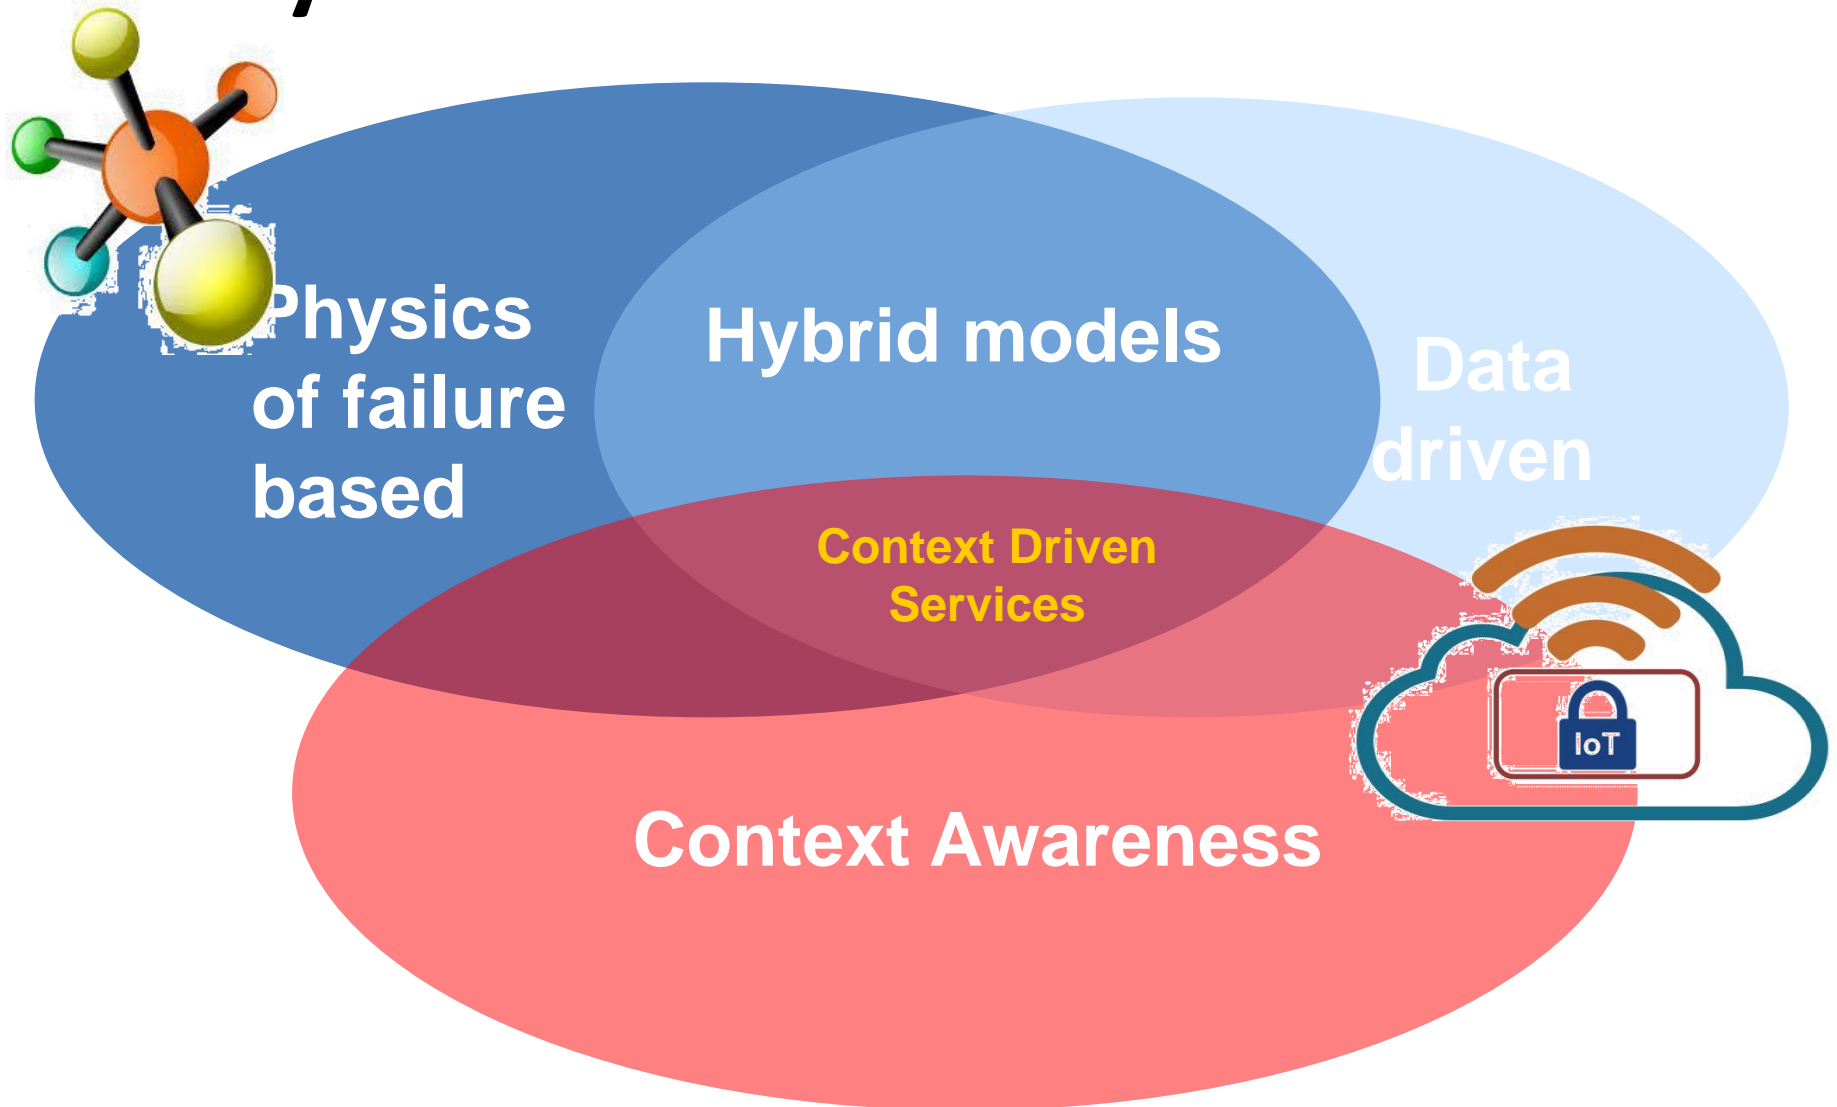 Physics
of failure
based
Hybrid models
Data
driven
Context Driven
Services
IoT
Context Awareness